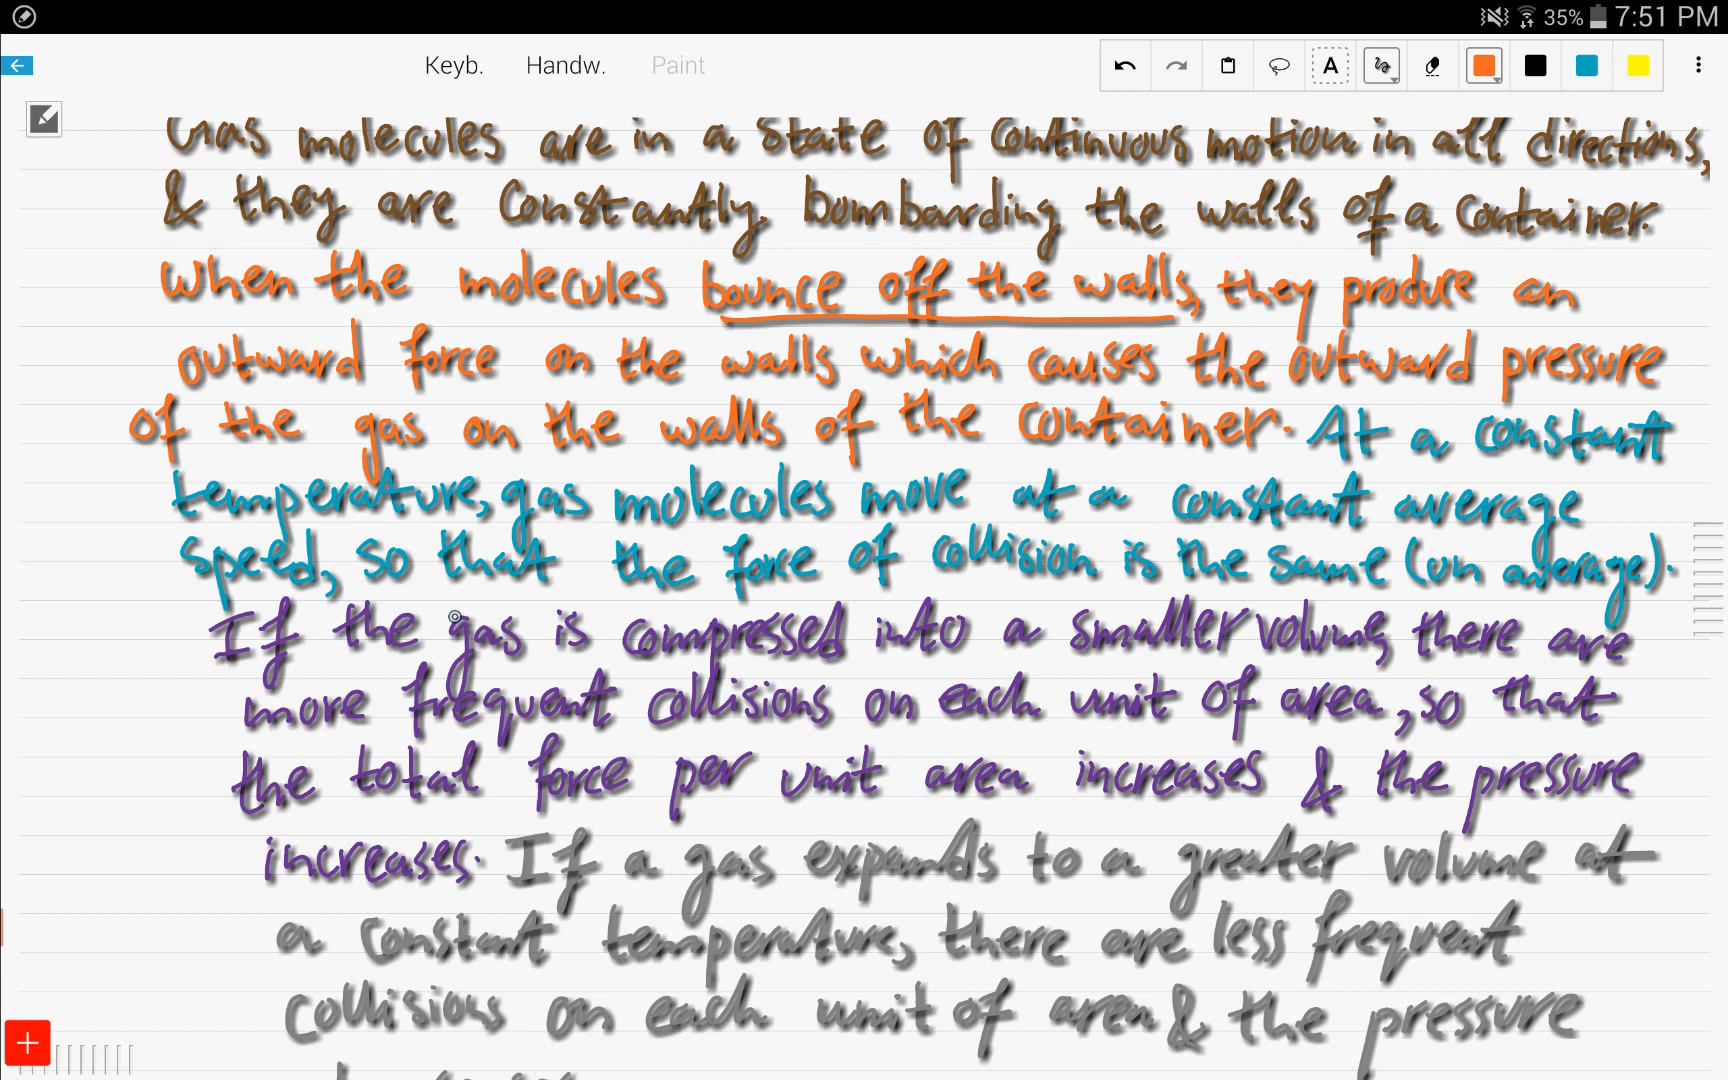 35% 7:51 PM
Keyb. Handw. Paint
A
Gas molecules are in a state of continuous motion in all directions,
& they are constantly bombarding the walls of a container.
when the molecules bounce off the walls, they produce an
outward force on the walls which causes the outward pressure
of the gas on the walls of the container. At a constant
temperature, gas molecules move at a constant average
speed, so that the force of collision is the same (on average).
If the gas is compressed into a smaller volume, there are
more frequent collisions on each unit of area, so that
the total force per unit area increases & the pressure
increases. If a gas expands to a greater volume at
a constant temperature, there are less frequent
collisions on each unit of area & the pressure